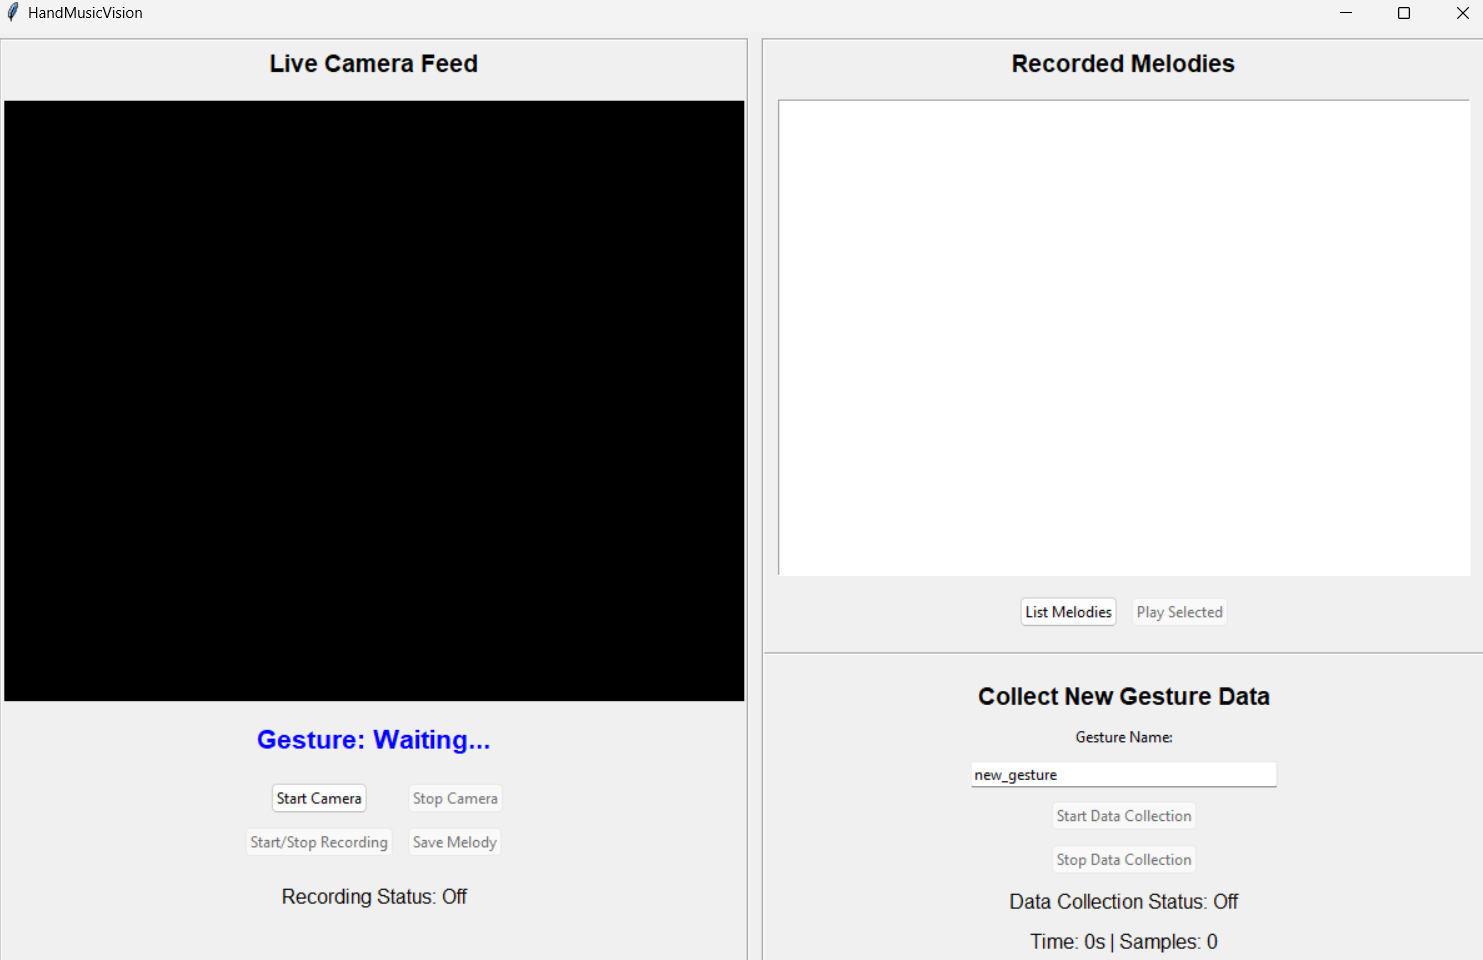 HandMusicVision
Live Camera Feed
Gesture: Waiting...
Start Camera Stop Camera
Start/Stop Recording Save Melody
Recording Status: Off
Recorded Melodies
List Melodies Play Selected
Collect New Gesture Data
Gesture Name:
new_gesture
Start Data Collection
Stop Data Collection
Data Collection Status: Off
Time: 0s | Samples: 0